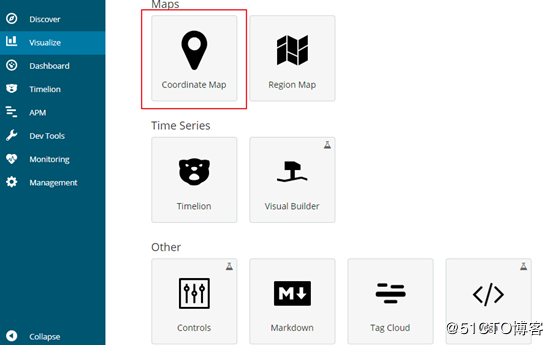 Discover
Visualize
Dashboard
Timelion
APM
Dev Tools
Monitoring
Management
Collapse
Maps
Coordinate Map
Region Map
Time Series
Timelion
Visual Builder
Other
Controls
Markdown
Tag Cloud
@51CTO博客